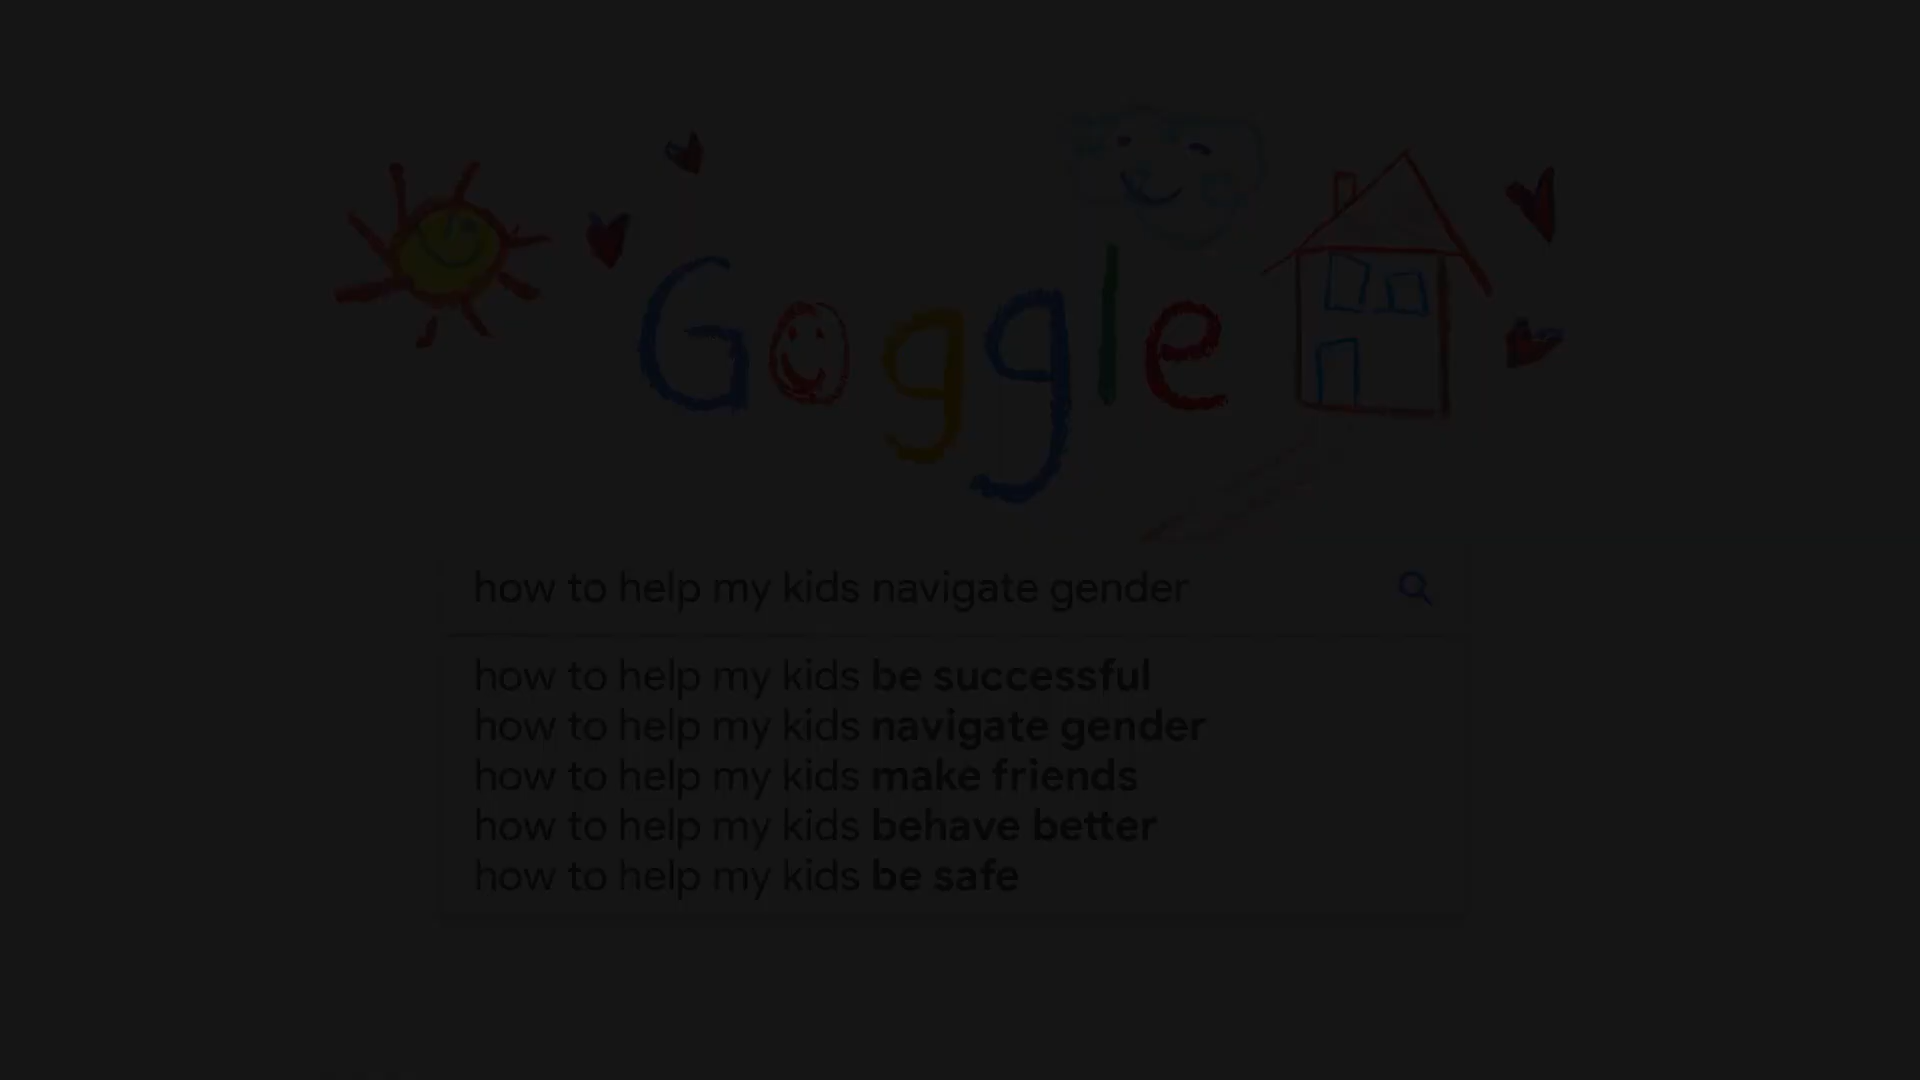 Goggle
how to help my kids navigate gender
how to help my kids be successful
how to help my kids navigate gender
how to help my kids make friends
how to help my kids behave better
how to help my kids be safe